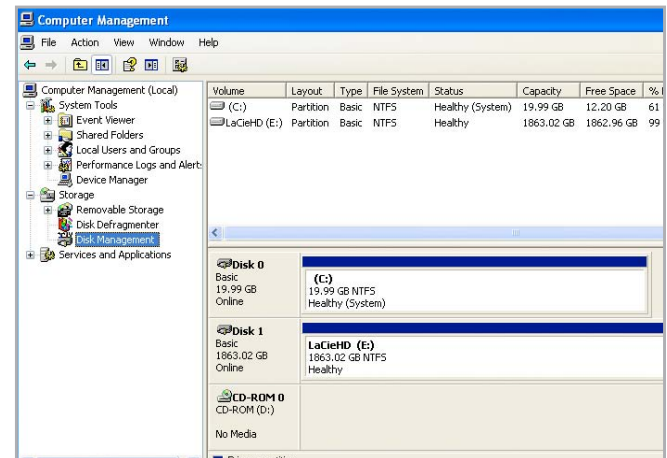 Computer Management
File Action View Window Help
Computer Management (Local)
System Tools
Event Viewer
Shared Folders
Local Users and Groups
Performance Logs and Alert
Device Manager
Storage
Removable Storage
Disk Defragmenter
Disk Management
Services and Applications
Volume Layout Type File System Status Capacity Free Space %
(C:) Partition Basic NTFS Healthy (System) 19.99 GB 12.20 GB 61
LaCieHD (E:) Partition Basic NTFS Healthy 1863.02 GB 1862.96 GB 99
Disk 0
Basic
19.99 GB
Online
(C:)
19.99 GB NTFS
Healthy (System)
Disk 1
Basic
1863.02 GB
Online
LaCieHD (E:)
1863.02 GB NTFS
Healthy
CD-ROM 0
CD-ROM (D:)
No Media